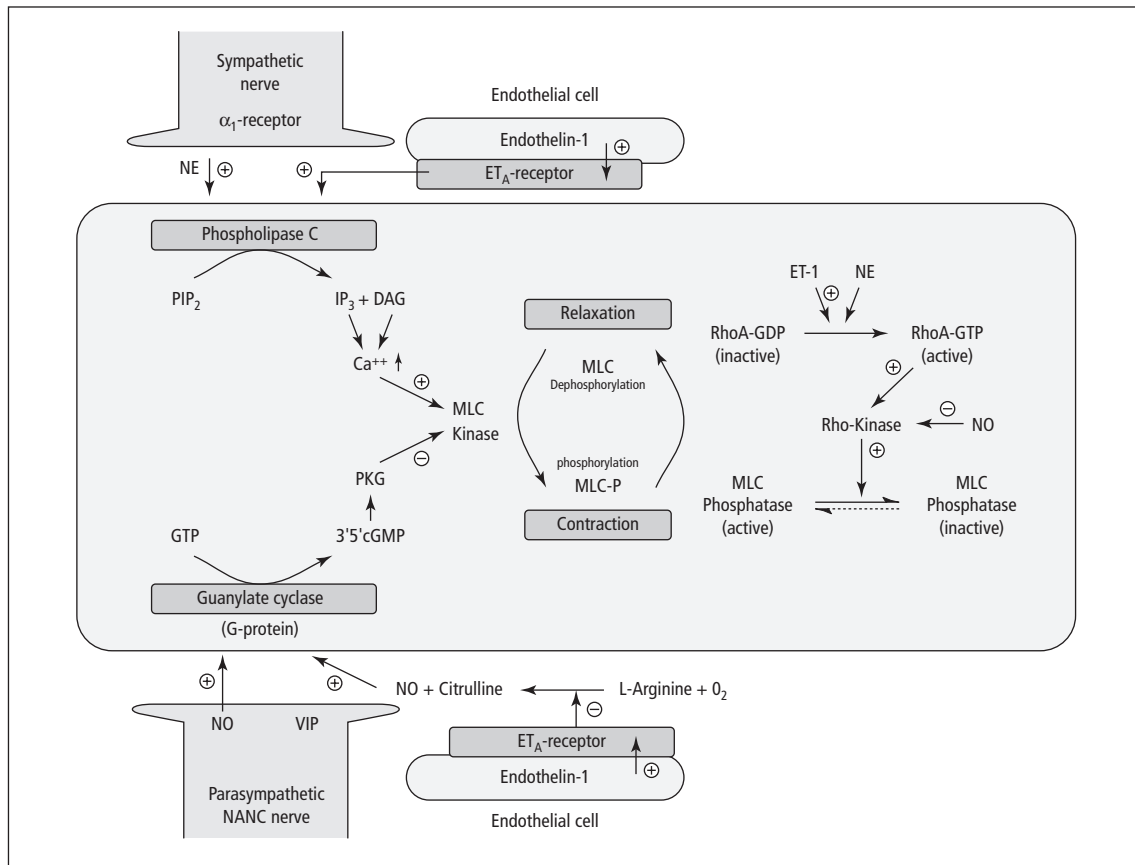 Sympathetic
nerve
α₁-receptor
Endothelial cell
Endothelin-1
⊕
ET_A-receptor
NE
⊕
⊕
Phospholipase C
PIP₂
IP₃ + DAG
Ca⁺⁺
⊕
MLC
Kinase
⊖
PKG
GTP
3'5'cGMP
Guanylate cyclase
(G-protein)
Relaxation
MLC
Dephosphorylation
phosphorylation
MLC-P
Contraction
ET-1
NE
⊕
RhoA-GDP
(inactive)
RhoA-GTP
(active)
⊕
Rho-Kinase
⊖
NO
⊕
MLC
Phosphatase
(active)
MLC
Phosphatase
(inactive)
⊕
⊕
NO + Citrulline
L-Arginine + 0₂
⊖
NO
VIP
ET_A-receptor
Endothelin-1
⊕
Endothelial cell
Parasympathetic
NANC nerve